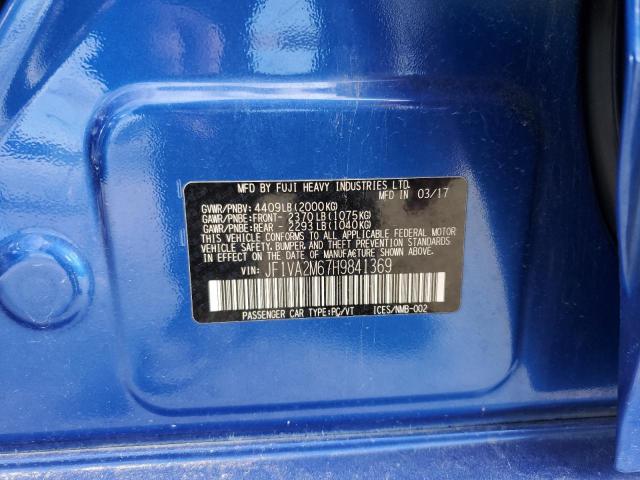 MFD BY FUJI HEAVY INDUSTRIES LTD.
MFD IN 03/17
GVWR/PNBV: 4409LB(2000KG)
GAWR/PNBE:FRONT- 2370LB(1075KG)
GAWR/PNBE:REAR - 2293LB(1040KG)
THIS VEHICLE CONFORMS TO ALL APPLICABLE FEDERAL MOTOR
VEHICLE SAFETY, BUMPER, AND THEFT PREVENTION STANDARDS
IN EFFECT ON THE DATE OF MANUFACTURE SHOWN ABOVE.
VIN: JF1VA2M67H9841369
PASSENGER CAR TYPE:PC/VT ICES/NMB-002